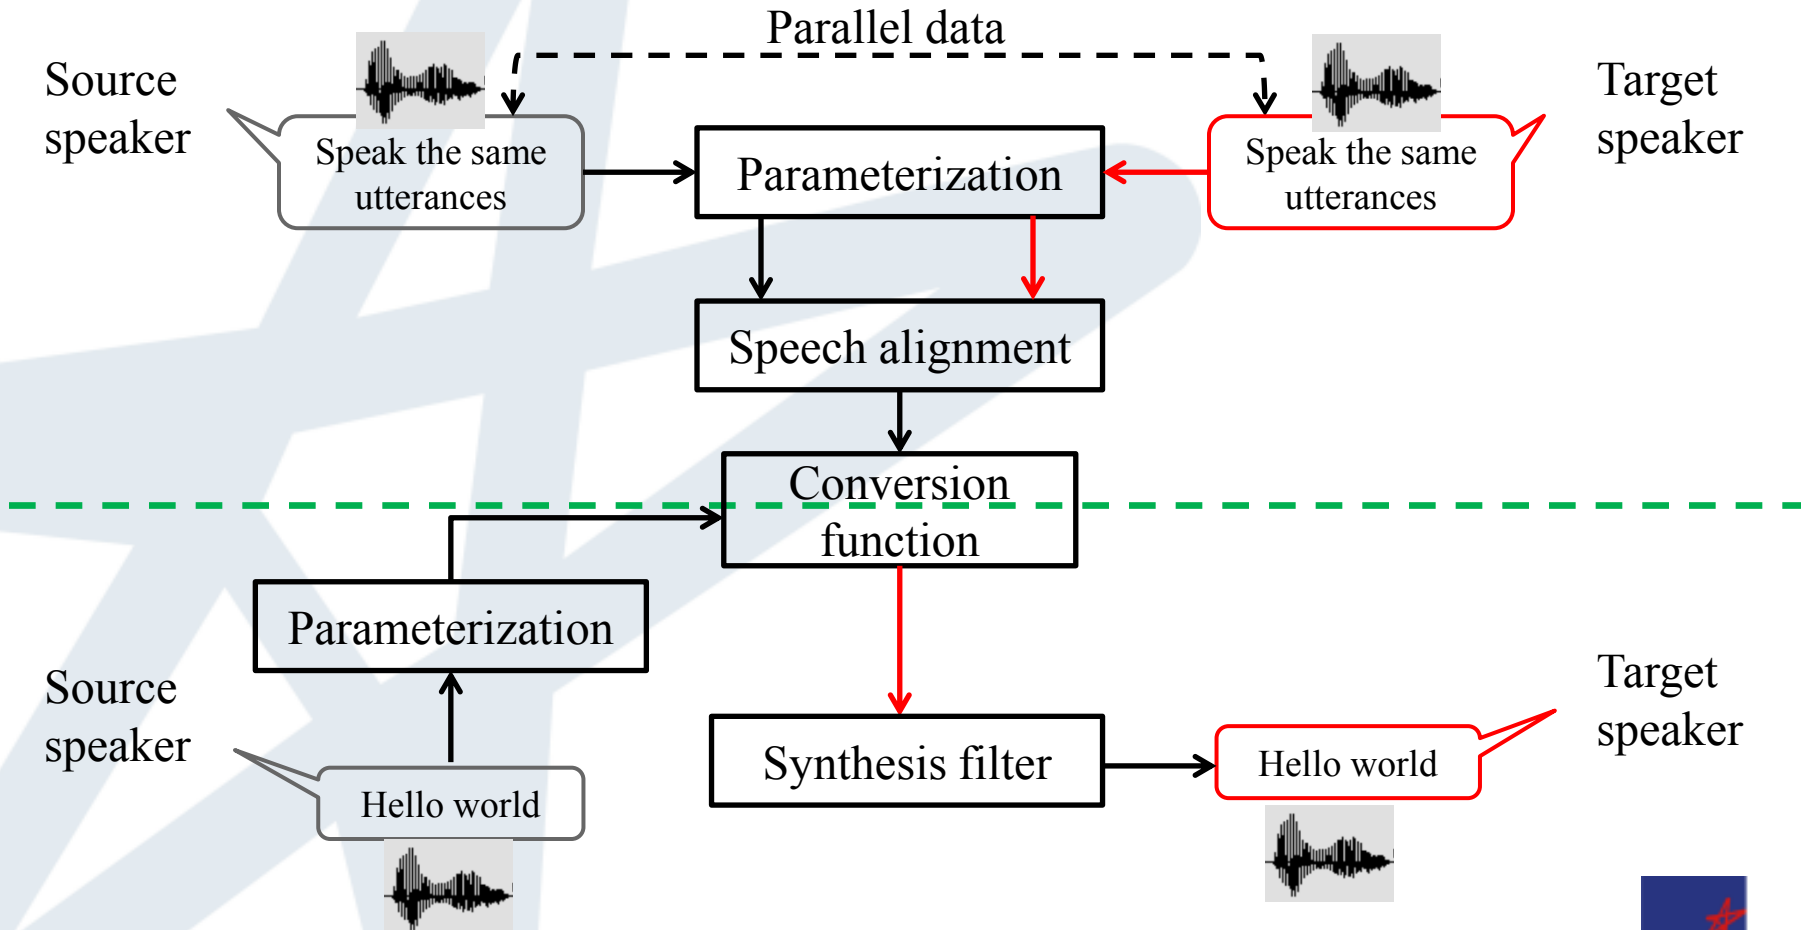 Parallel data
Source
speaker
Speak the same
utterances
Parameterization
Speak the same
utterances
Target
speaker
Speech alignment
Conversion
function
Parameterization
Source
speaker
Hello world
Synthesis filter
Hello world
Target
speaker